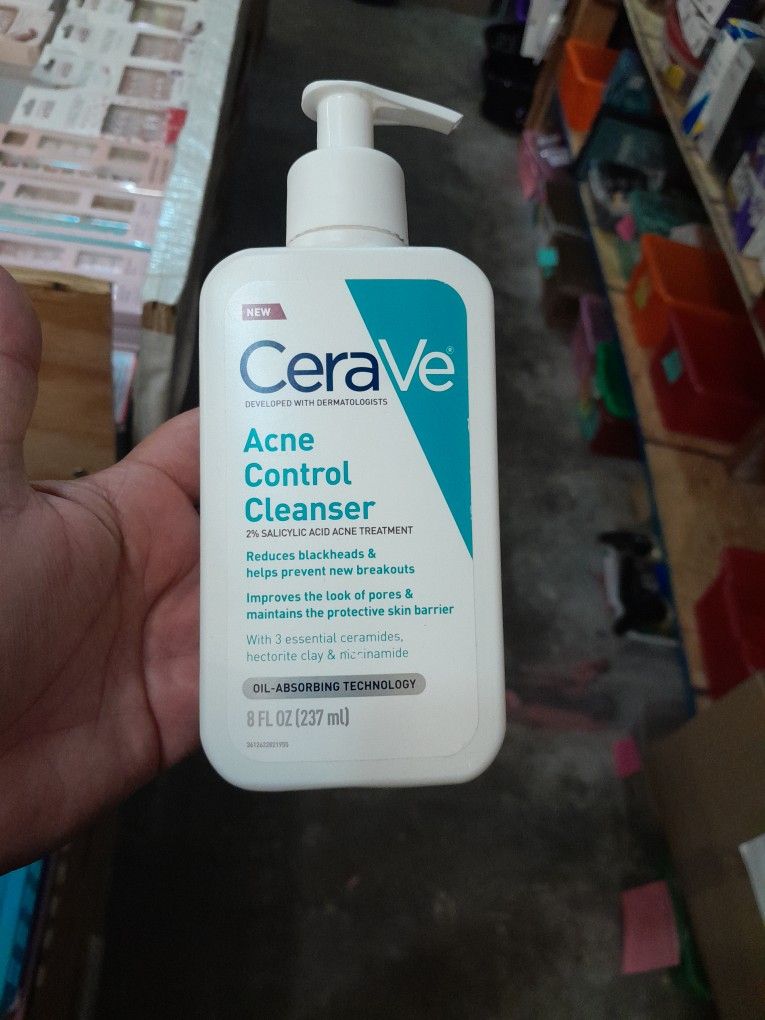 NEW
CeraVe®
DEVELOPED WITH DERMATOLOGISTS
Acne
Control
Cleanser
2% SALICYLIC ACID ACNE TREATMENT
Reduces blackheads &
helps prevent new breakouts
Improves the look of pores &
maintains the protective skin barrier
With 3 essential ceramides,
hectorite clay &
OIL-ABSORBING TECHNOLOGY
8 FL OZ (237 ml)